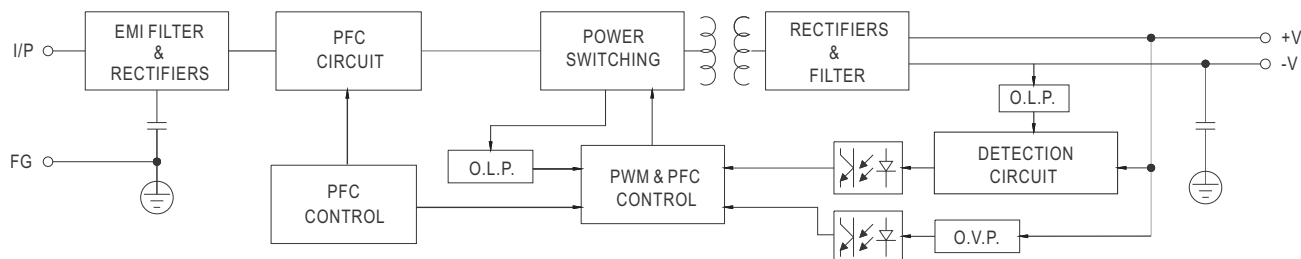 I/P
EMI FILTER
&
RECTIFIERS
PFC
CIRCUIT
POWER
SWITCHING
RECTIFIERS
&
FILTER
+V
-V
O.L.P.
FG
O.L.P.
PFC
CONTROL
PWM & PFC
CONTROL
DETECTION
CIRCUIT
O.V.P.